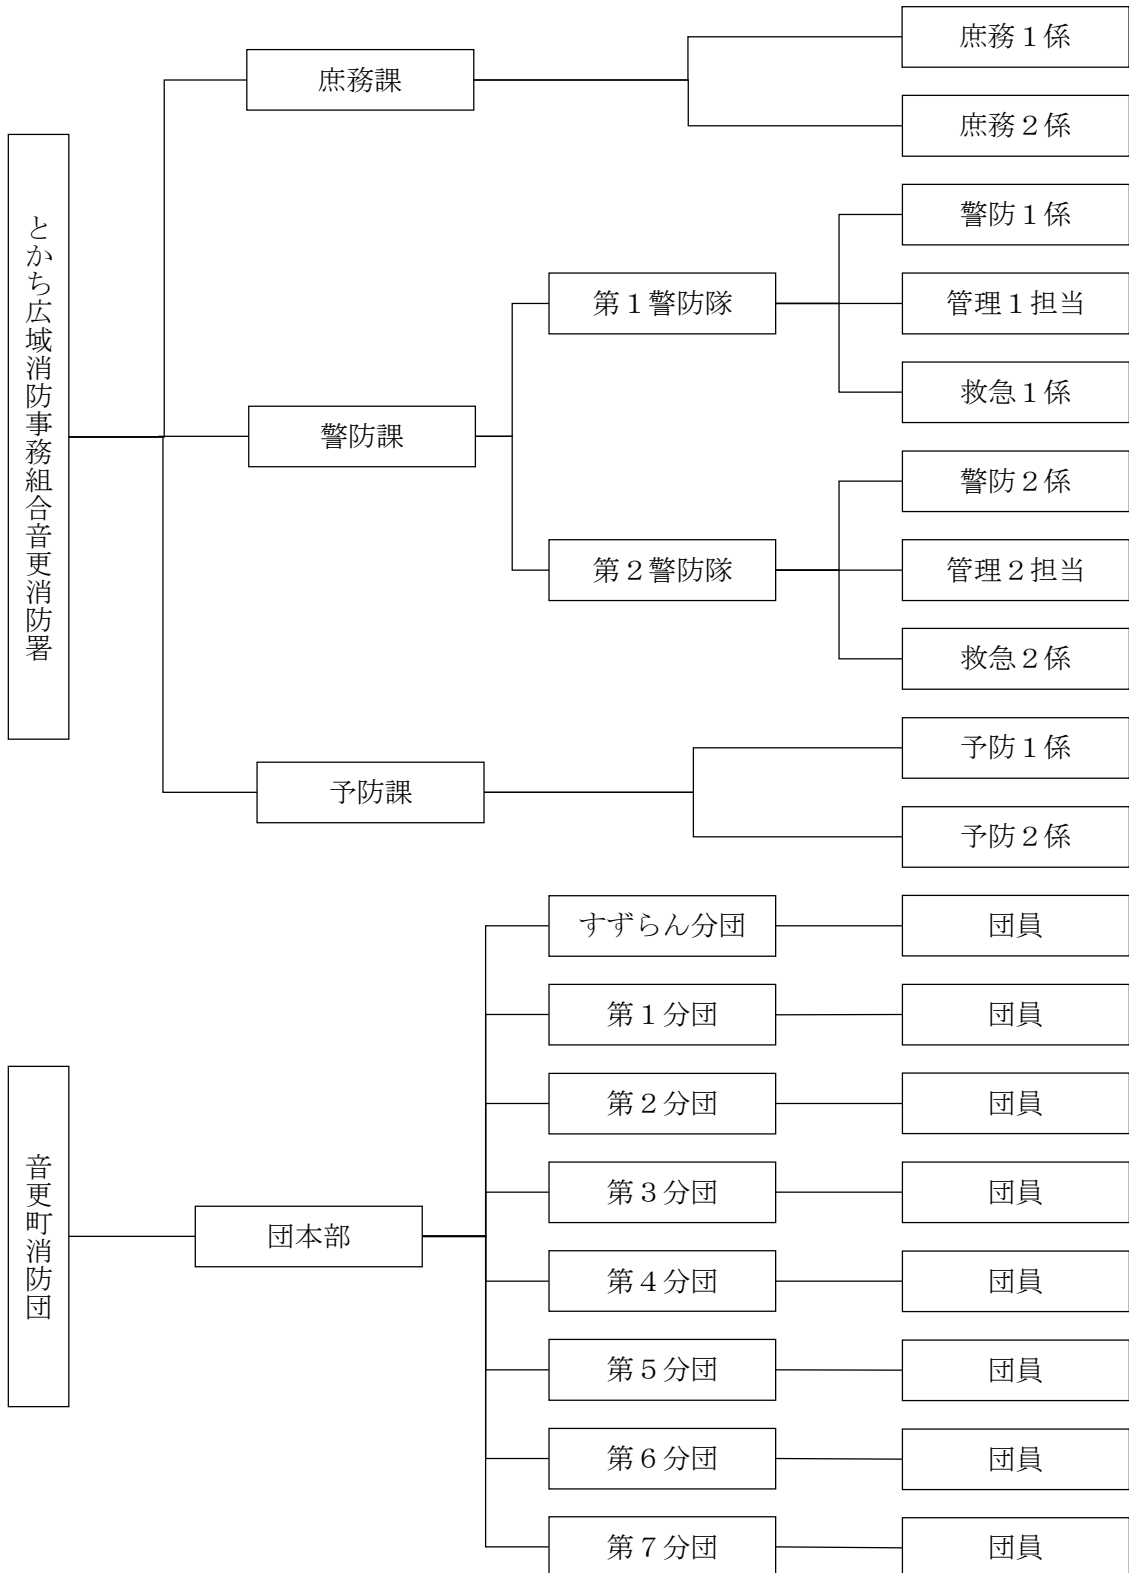 とかち広域消防事務組合音更消防署
庶務課
庶務１係
庶務２係
警防課
第１警防隊
警防１係
管理１担当
救急１係
第２警防隊
警防２係
管理２担当
救急２係
予防課
予防１係
予防２係
音更町消防団
団本部
すずらん分団
団員
第１分団
団員
第２分団
団員
第３分団
団員
第４分団
団員
第５分団
団員
第６分団
団員
第７分団
団員